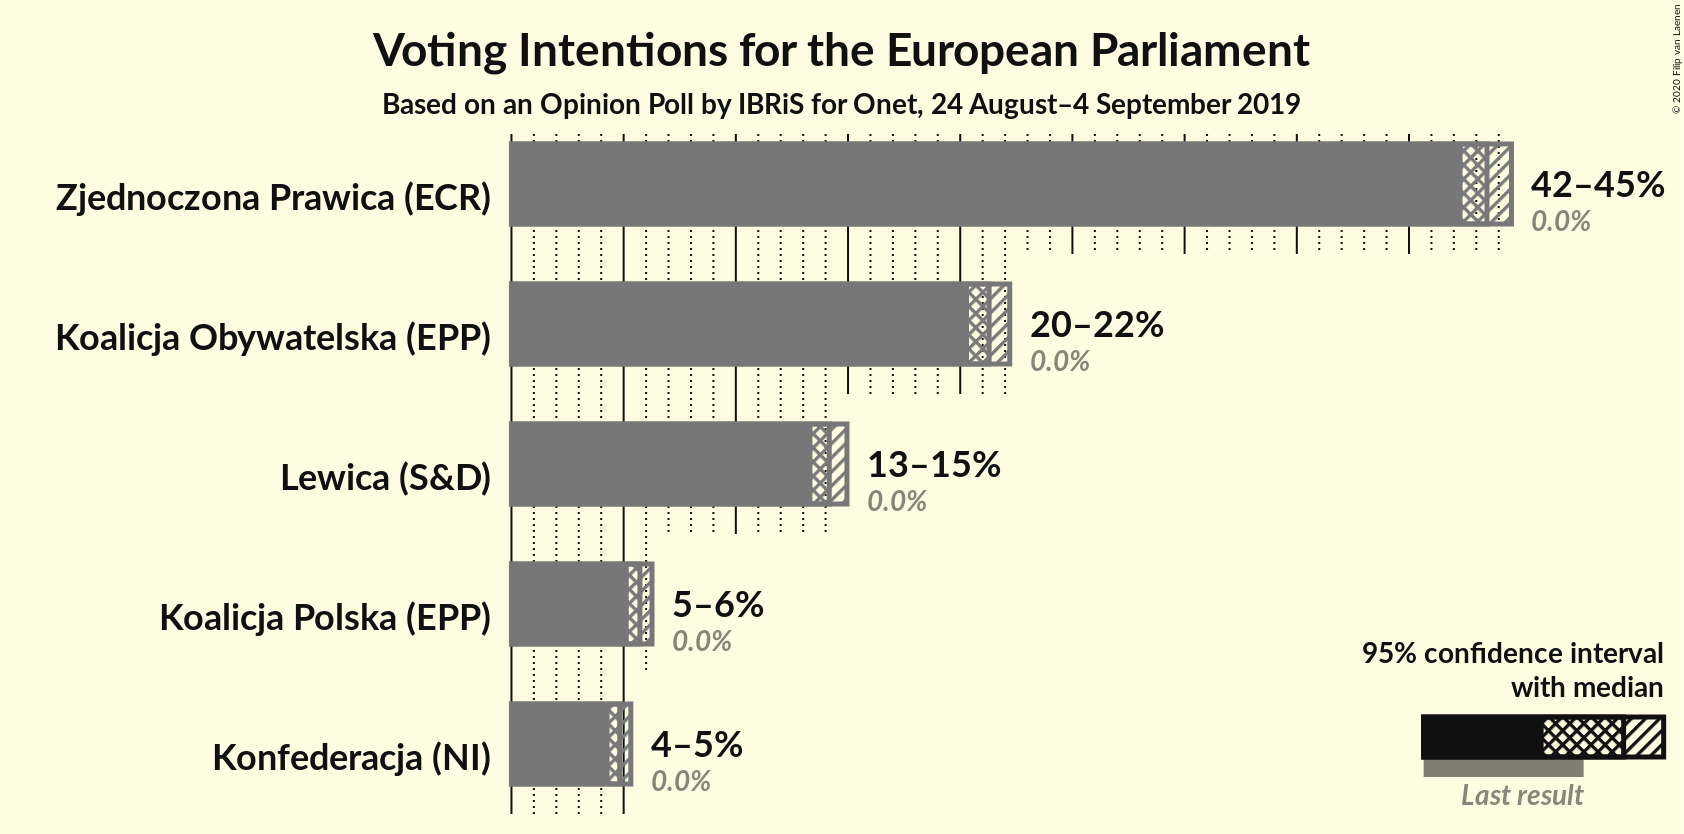 Voting Intentions for the European Parliament
Based on an Opinion Poll by IBRiS for Onet, 24 August–4 September 2019
© 2020 Filip van Laenen
Zjednoczona Prawica (ECR)
42–45%
0.0%
Koalicja Obywatelska (EPP)
20–22%
0.0%
Lewica (S&D)
13–15%
0.0%
Koalicja Polska (EPP)
5–6%
0.0%
Konfederacja (NI)
4–5%
0.0%
95% confidence interval
with median
Last result